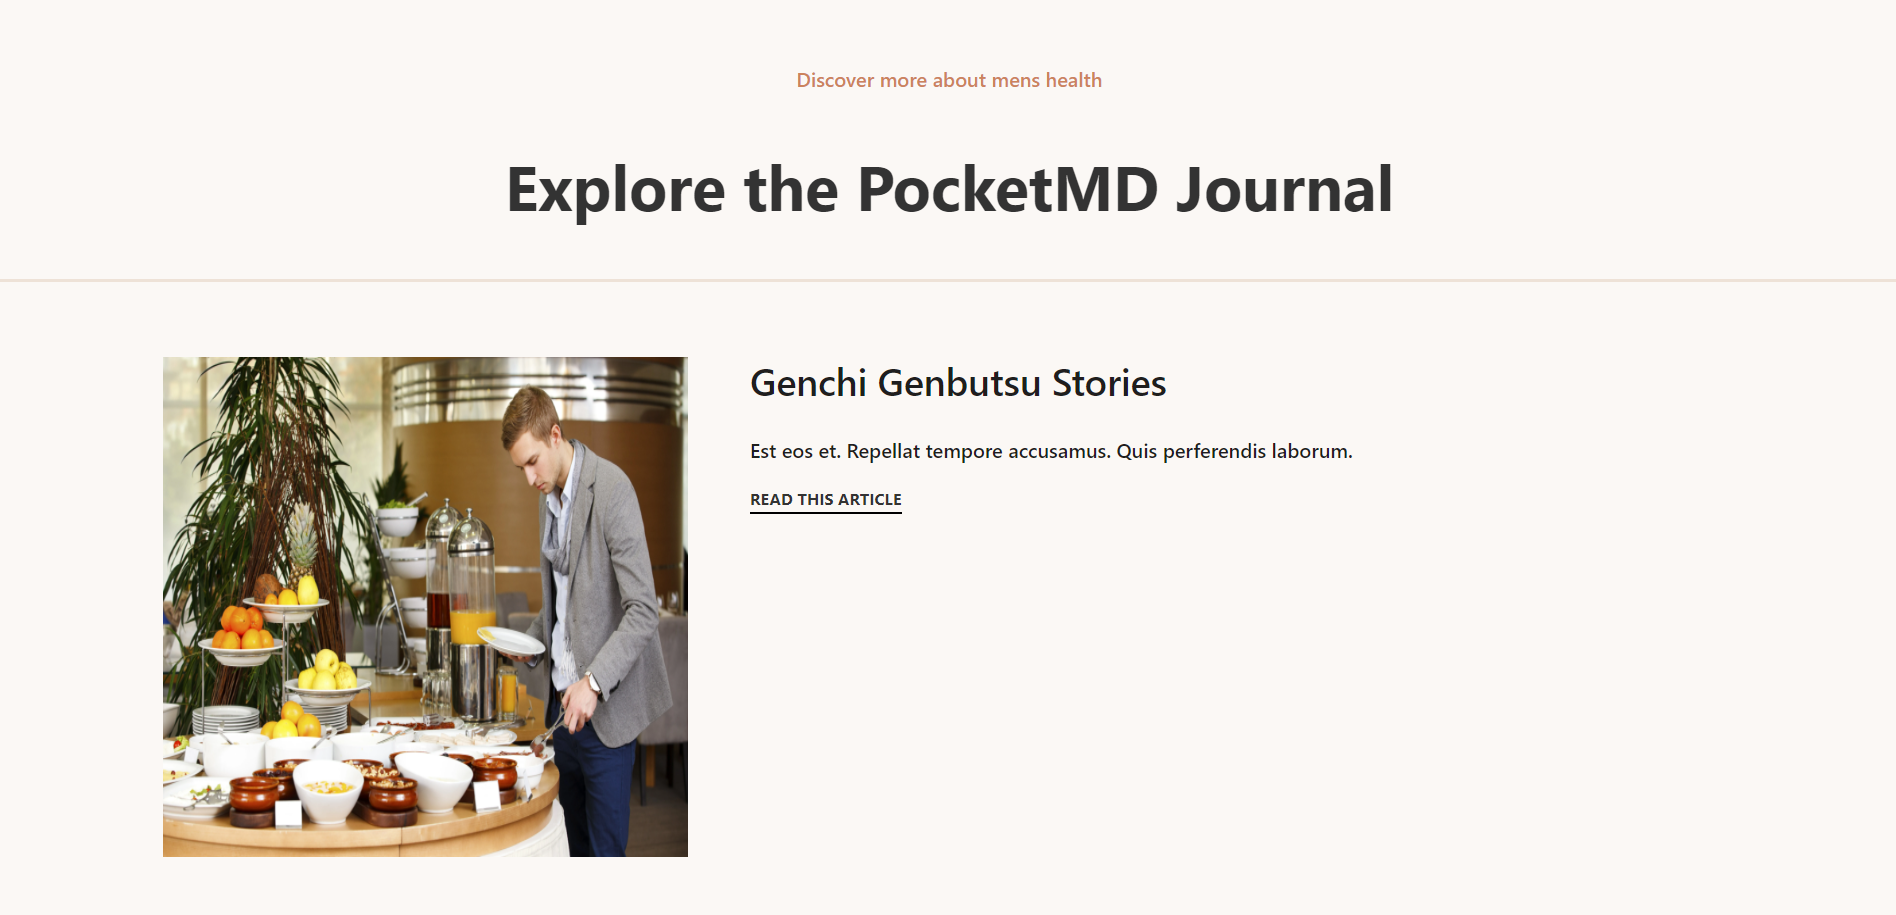 Discover more about mens health
Explore the PocketMD Journal
Genchi Genbutsu Stories
Est eos et. Repellat tempore accusamus. Quis perferendis laborum.
READ THIS ARTICLE